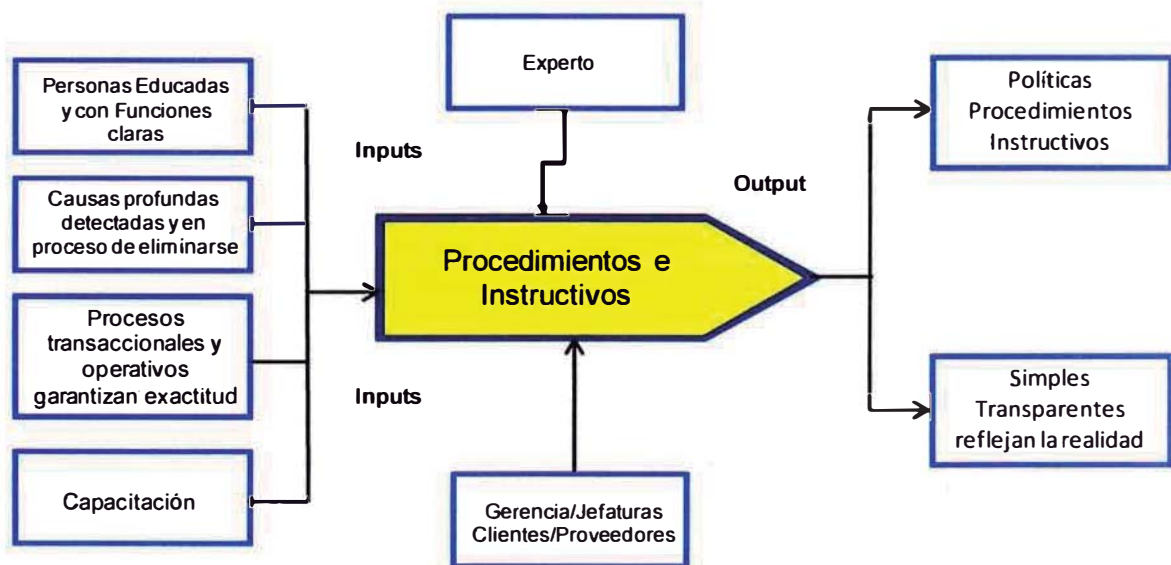 Personas Educadas
y con Funciones
claras
Causas profundas
detectadas y en
proceso de eliminarse
Procesos
transaccionales y
operativos
garantizan exactitud
Capacitación
Inputs
Inputs
Experto
Procedimientos e
Instructivos
Gerencia/Jefaturas
Clientes/Proveedores
Output
Políticas
Procedimientos
Instructivos
Simples
Transparentes
reflejan la realidad